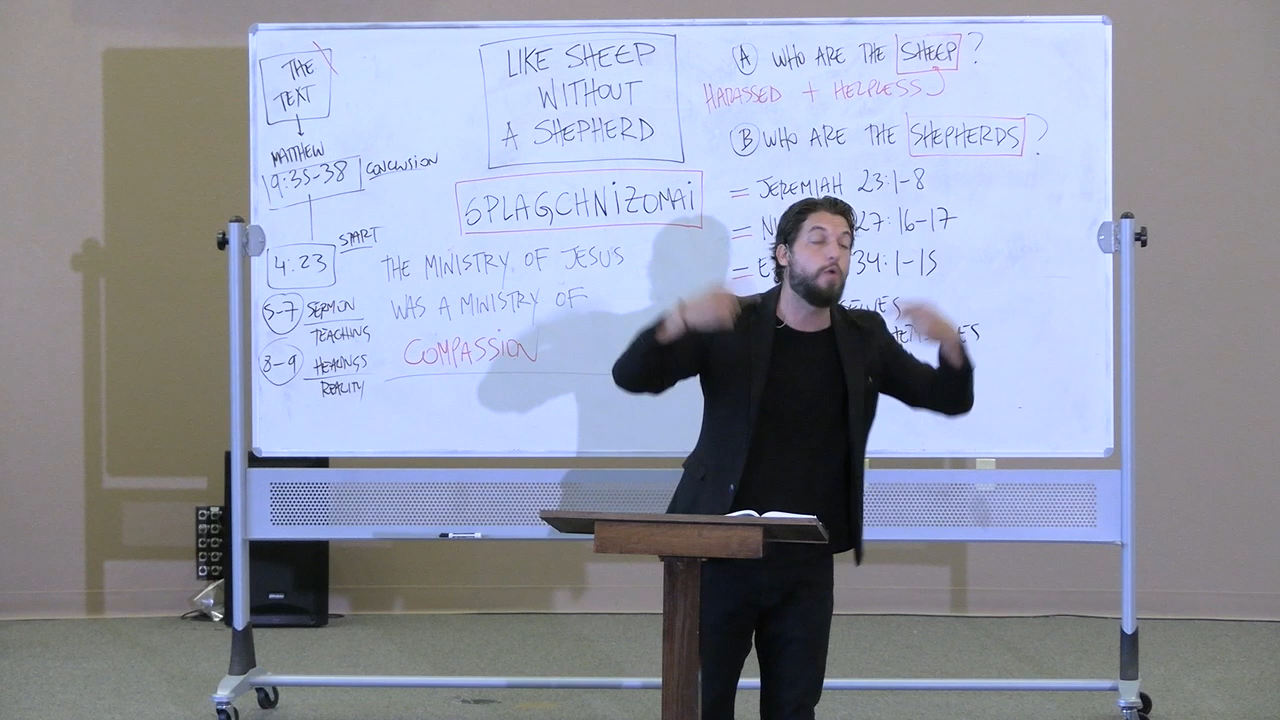 THE
TEXT
MATTHEW
9:35-38 CONCLUSION
4:23 START
5-7 SERMON
TEACHING
8-9 HEALINGS
REALITY
LIKE SHEEP
WITHOUT
A SHEPHERD
SPLAGCHNIZOMAI
THE MINISTRY OF JESUS
WAS A MINISTRY OF
COMPASSION
A WHO ARE THE SHEEP?
HARASSED + HELPLESS
B WHO ARE THE SHEPHERDS?
= JEREMIAH 23:1-8
= 27:16-17
= 34:1-15